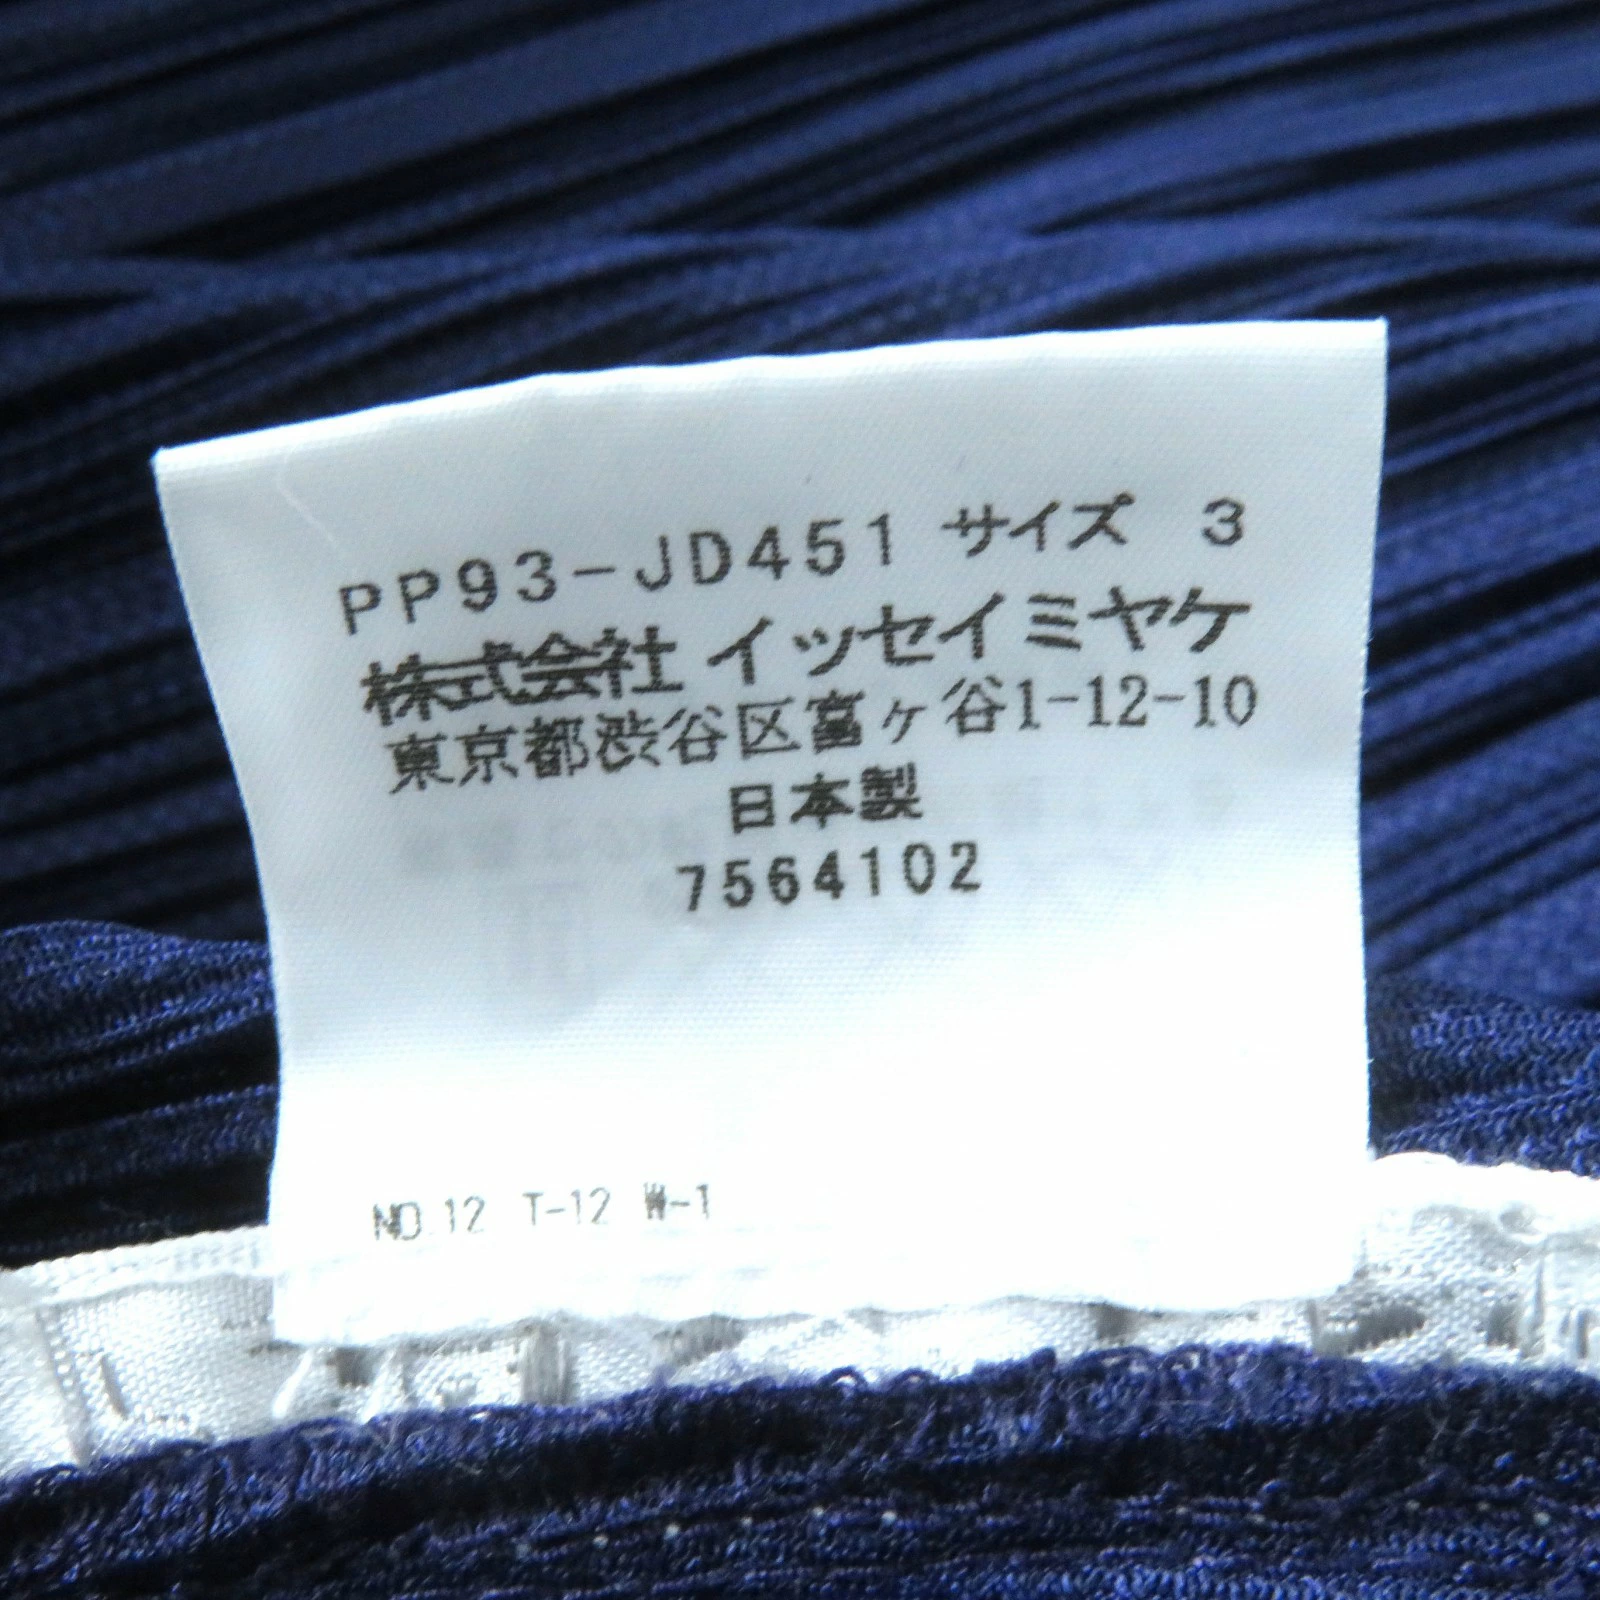 PP93-JD451 サイズ 3
株式会社 イッセイミヤケ
東京都渋谷区富ヶ谷1-12-10
日本製
7564102
NO.12 T-12 W-1